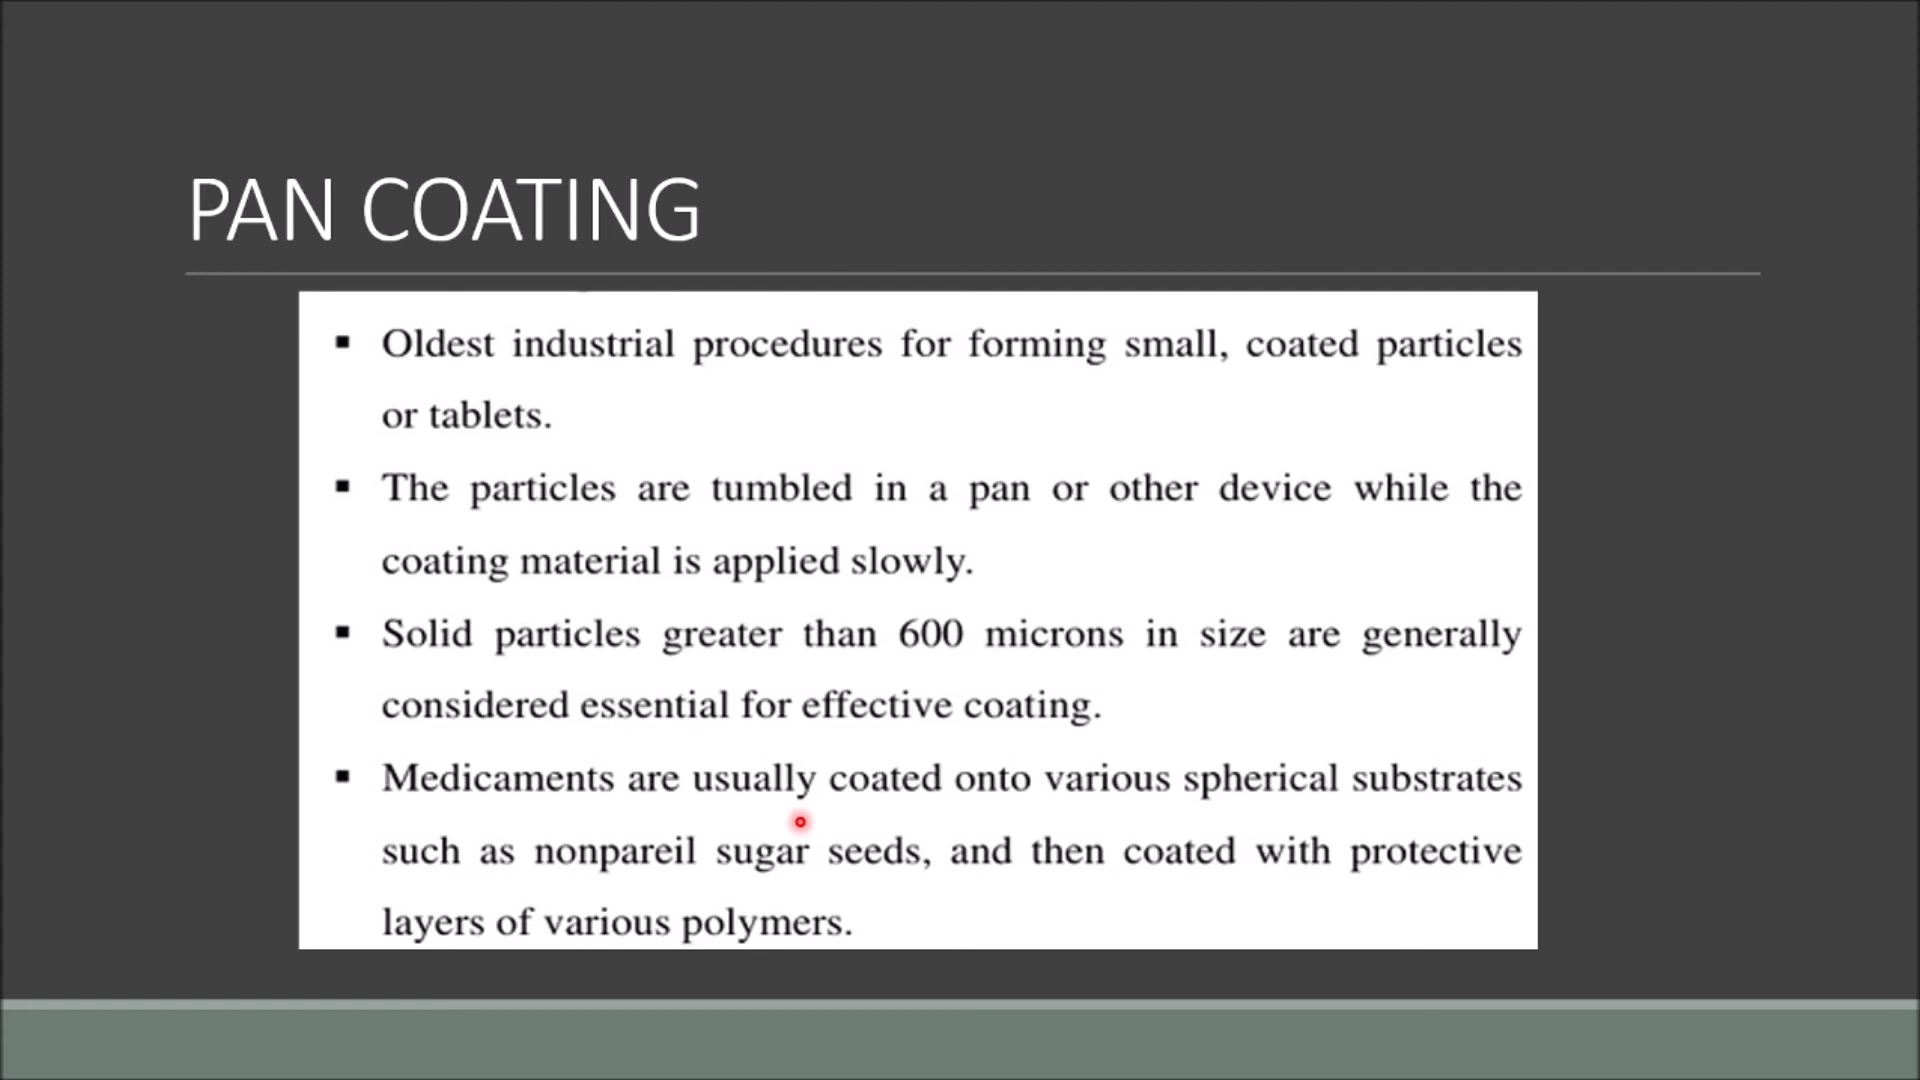 PAN COATING
▪ Oldest industrial procedures for forming small, coated particles
or tablets.
▪ The particles are tumbled in a pan or other device while the
coating material is applied slowly.
▪ Solid particles greater than 600 microns in size are generally
considered essential for effective coating.
▪ Medicaments are usually coated onto various spherical substrates
such as nonpareil sugar seeds, and then coated with protective
layers of various polymers.